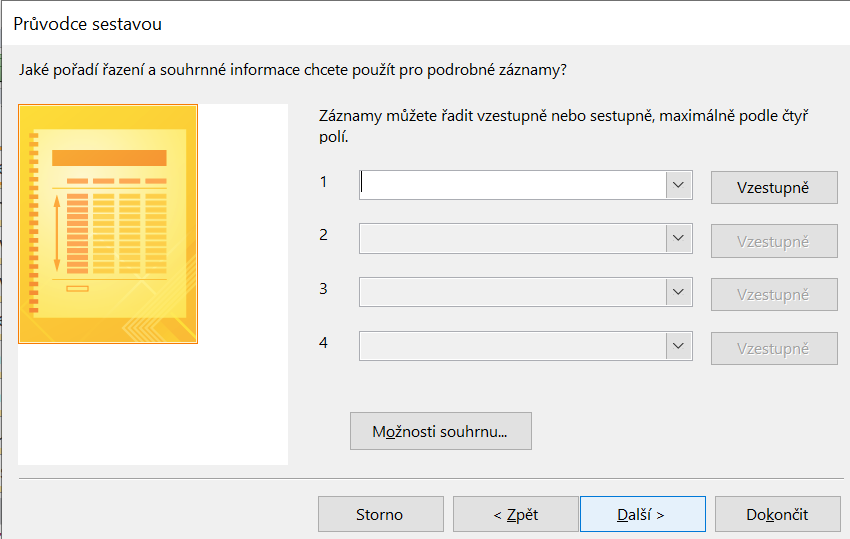 Průvodce sestavou
Jaké pořadí řazení a souhrnné informace chcete použít pro podrobné záznamy?
Záznamy můžete řadit vzestupně nebo sestupně, maximálně podle čtyř
polí.
1 Vzestupně
2 Vzestupně
3 Vzestupně
4 Vzestupně
Možnosti souhrnu...
Storno < Zpět Další > Dokončit